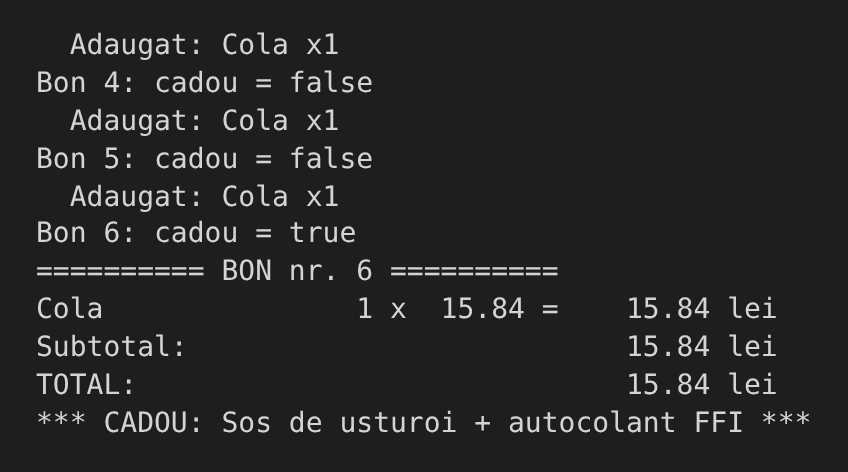 Adaugat: Cola x1
Bon 4: cadou = false
  Adaugat: Cola x1
Bon 5: cadou = false
  Adaugat: Cola x1
Bon 6: cadou = true
========== BON nr. 6 ==========
Cola               1 x  15.84 =    15.84 lei
Subtotal:                          15.84 lei
TOTAL:                             15.84 lei
*** CADOU: Sos de usturoi + autocolant FFI ***